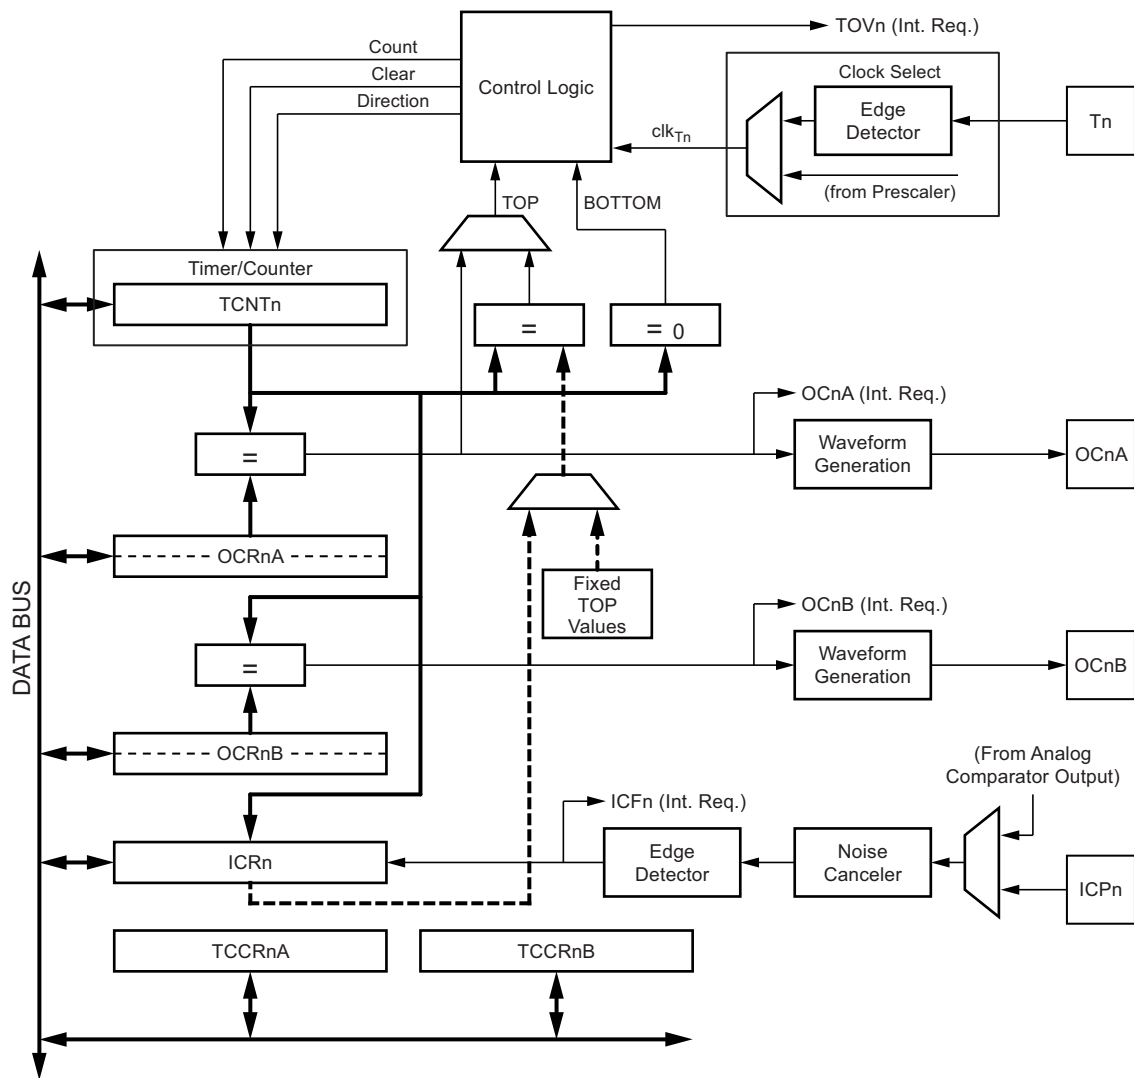 TOVn (Int. Req.)
Count
Clear
Direction
Control Logic
Clock Select
Edge
Detector
Tn
clkTn
(from Prescaler)
TOP
BOTTOM
Timer/Counter
TCNTn
=
= 0
OCnA (Int. Req.)
=
Waveform
Generation
OCnA
OCRnA
Fixed
TOP
Values
DATA BUS
OCnB (Int. Req.)
=
Waveform
Generation
OCnB
OCRnB
(From Analog
Comparator Output)
ICFn (Int. Req.)
ICRn
Edge
Detector
Noise
Canceler
ICPn
TCCRnA
TCCRnB